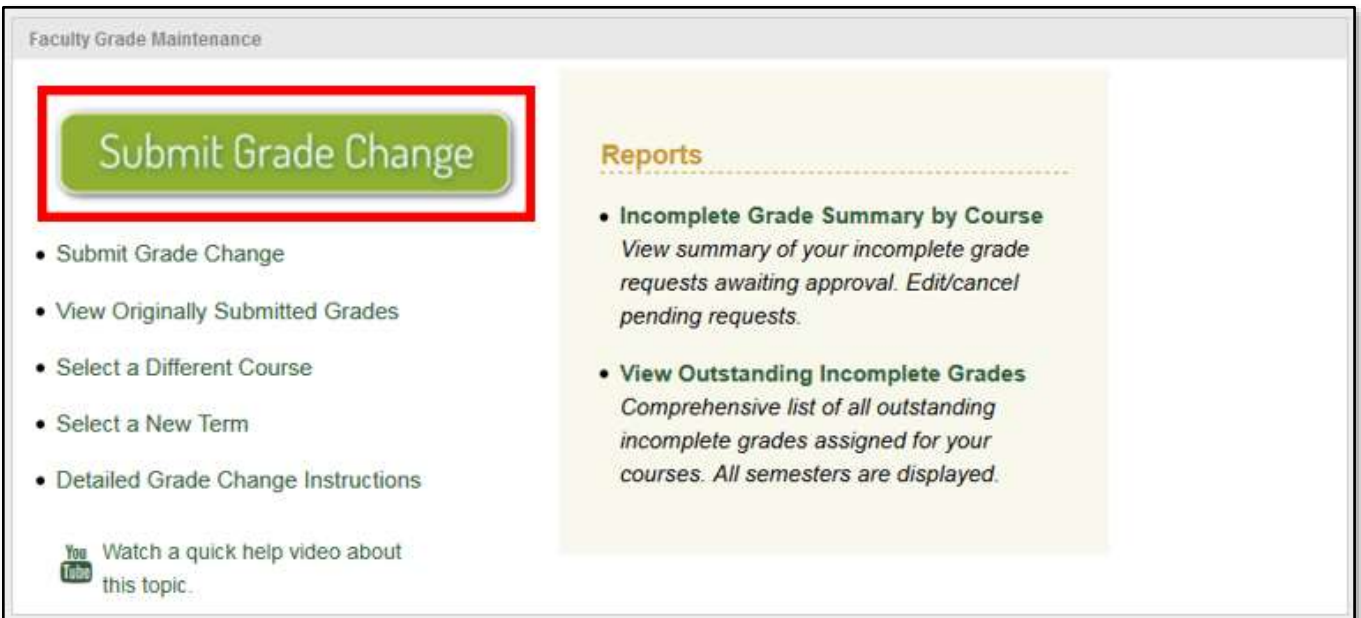 Faculty Grade Maintenance
Submit Grade Change
Submit Grade Change
View Originally Submitted Grades
Select a Different Course
Select a New Term
Detailed Grade Change Instructions
You
Tube
Watch a quick help video about
this topic.
Reports
Incomplete Grade Summary by Course
View summary of your incomplete grade
requests awaiting approval. Edit/cancel
pending requests.
View Outstanding Incomplete Grades
Comprehensive list of all outstanding
incomplete grades assigned for your
courses. All semesters are displayed.